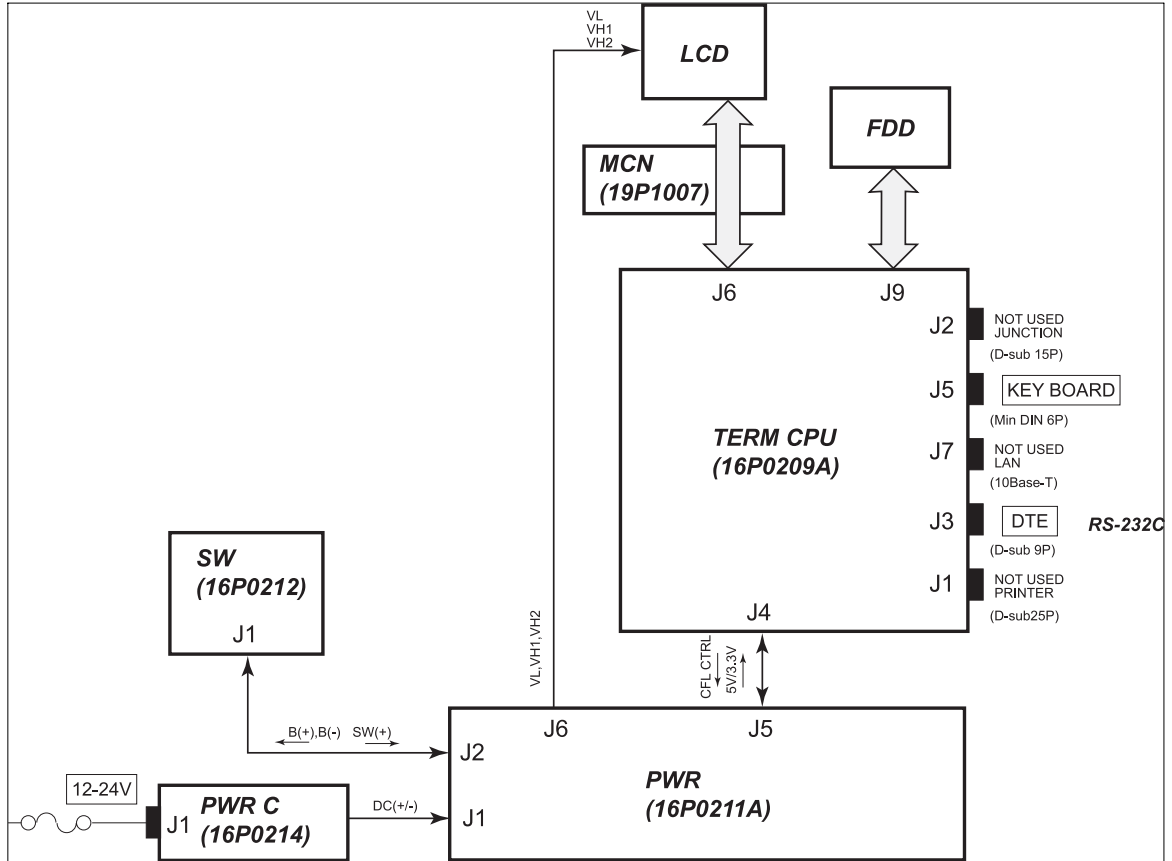 VL
VH1
VH2
LCD
FDD
MCN
(19P1007)
J6
J9
J2
NOT USED
JUNCTION
(D-sub 15P)
J5
KEY BOARD
(Min DIN 6P)
TERM CPU
(16P0209A)
J7
NOT USED
LAN
(10Base-T)
J3
DTE
RS-232C
(D-sub 9P)
J1
NOT USED
PRINTER
(D-sub25P)
J4
SW
(16P0212)
J1
VL,VH1,VH2
CFL CTRL
5V/3.3V
B(+),B(-)
SW(+)
J6
J5
J2
PWR
(16P0211A)
J1
12-24V
J1
PWR C
(16P0214)
DC(+/-)